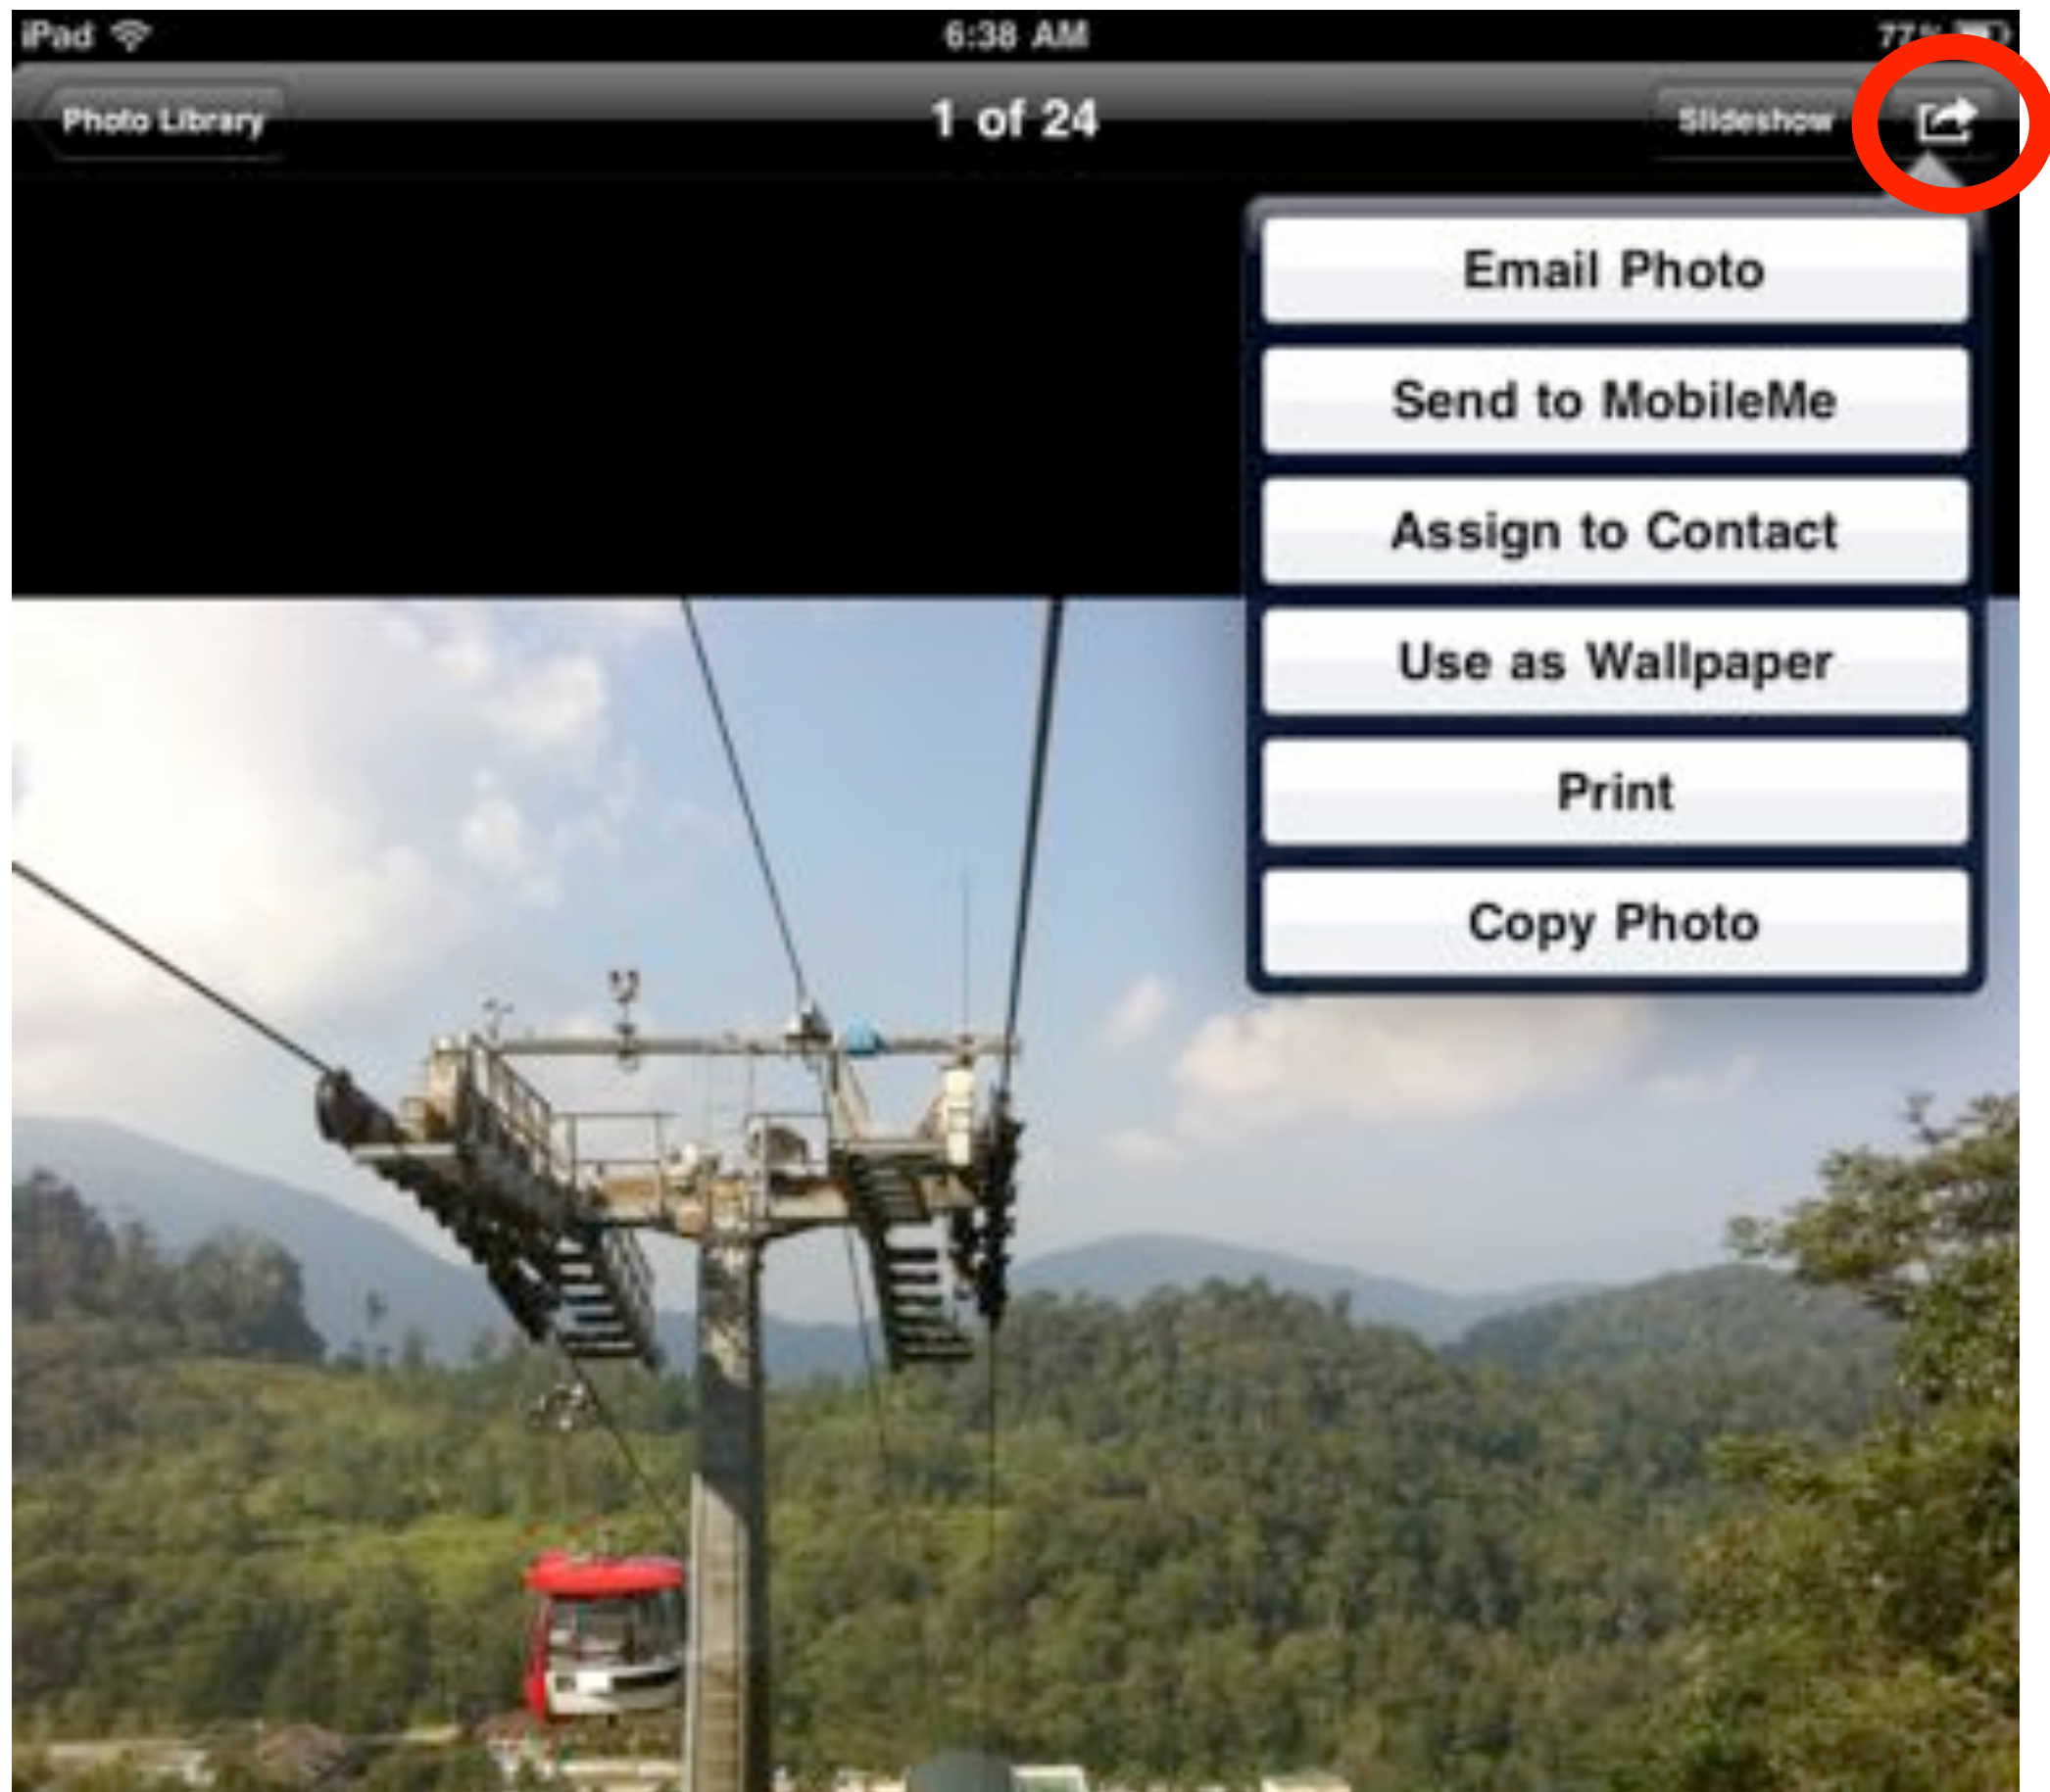 iPad
6:38 AM
77%
Photo Library
1 of 24
Slideshow
Email Photo
Send to MobileMe
Assign to Contact
Use as Wallpaper
Print
Copy Photo